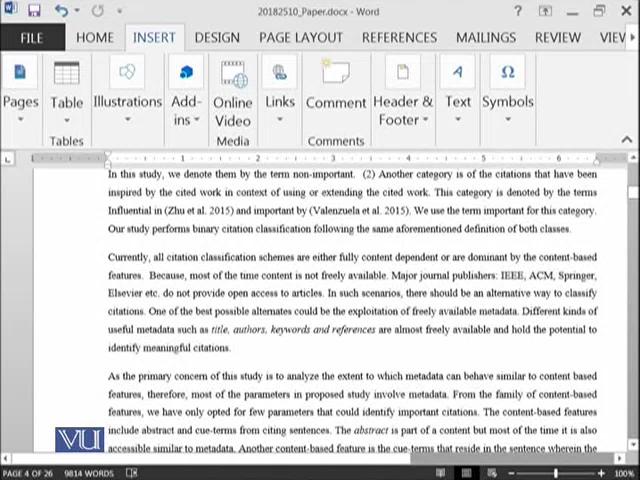 20182510_Paper.docx - Word
FILE HOME INSERT DESIGN PAGE LAYOUT REFERENCES MAILINGS REVIEW VIEV
Pages Table Illustrations Add-ins Online Video Links Comment Header & Footer Text Symbols
Tables Media Comments
1 2 3 4 5 6
In this study, we denote them by the term non-important. (2) Another category is of the citations that have been
inspired by the cited work in context of using or extending the cited work. This category is denoted by the terms
Influential in (Zhu et al. 2015) and important by (Valenzuela et al. 2015). We use the term important for this category.
Our study performs binary citation classification following the same aforementioned definition of both classes.
Currently, all citation classification schemes are either fully content dependent or are dominant by the content-based
features. Because, most of the time content is not freely available. Major journal publishers: IEEE, ACM, Springer,
Elsevier etc. do not provide open access to articles. In such scenarios, there should be an alternative way to classify
citations. One of the best possible alternates could be the exploitation of freely available metadata. Different kinds of
useful metadata such as title, authors, keywords and references are almost freely available and hold the potential to
identify meaningful citations.
As the primary concern of this study is to analyze the extent to which metadata can behave similar to content based
features, therefore, most of the parameters in proposed study involve metadata. From the family of content-based
features, we have only opted for few parameters that could identify important citations. The content-based features
include abstract and cue-terms from citing sentences. The abstract is part of a content but most of the time it is also
accessible similar to metadata. Another content-based feature is the cue-terms that reside in the sentence wherein the
VU
PAGE 4 OF 26 9814 WORDS 100%